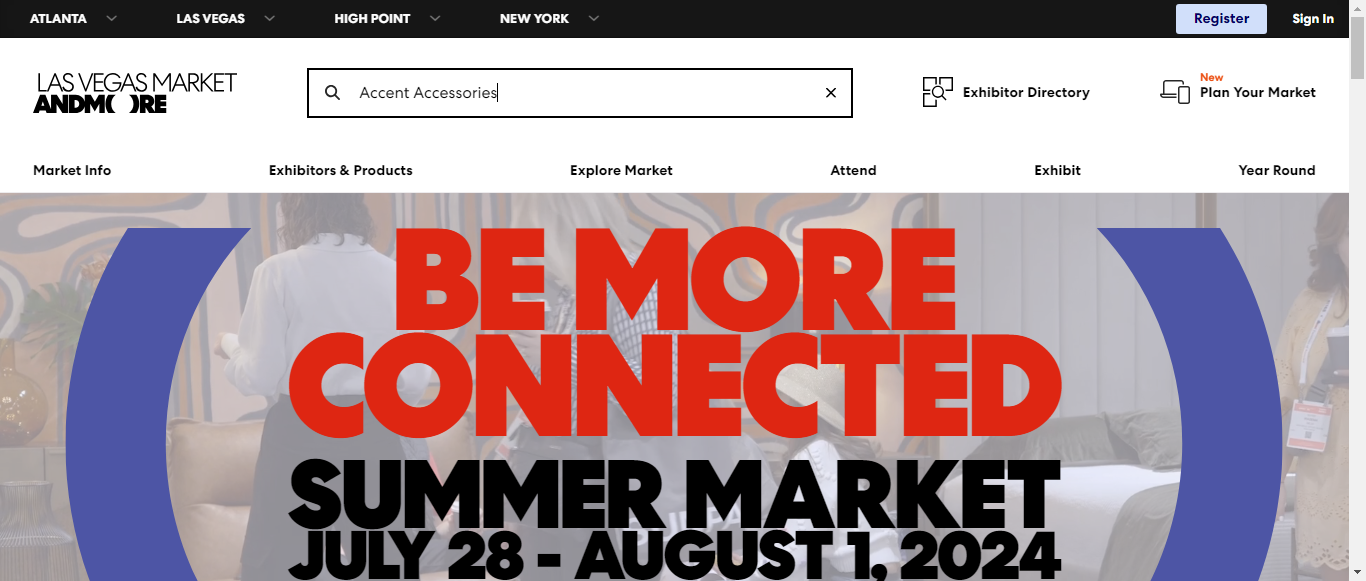 ATLANTA
LAS VEGAS
HIGH POINT
NEW YORK
Register
Sign In
LAS VEGAS MARKET
ANDMORE
Accent Accessories
Exhibitor Directory
New
Plan Your Market
Market Info
Exhibitors & Products
Explore Market
Attend
Exhibit
Year Round
BE MORE
CONNECTED
SUMMER MARKET
JULY 28 - AUGUST 1, 2024